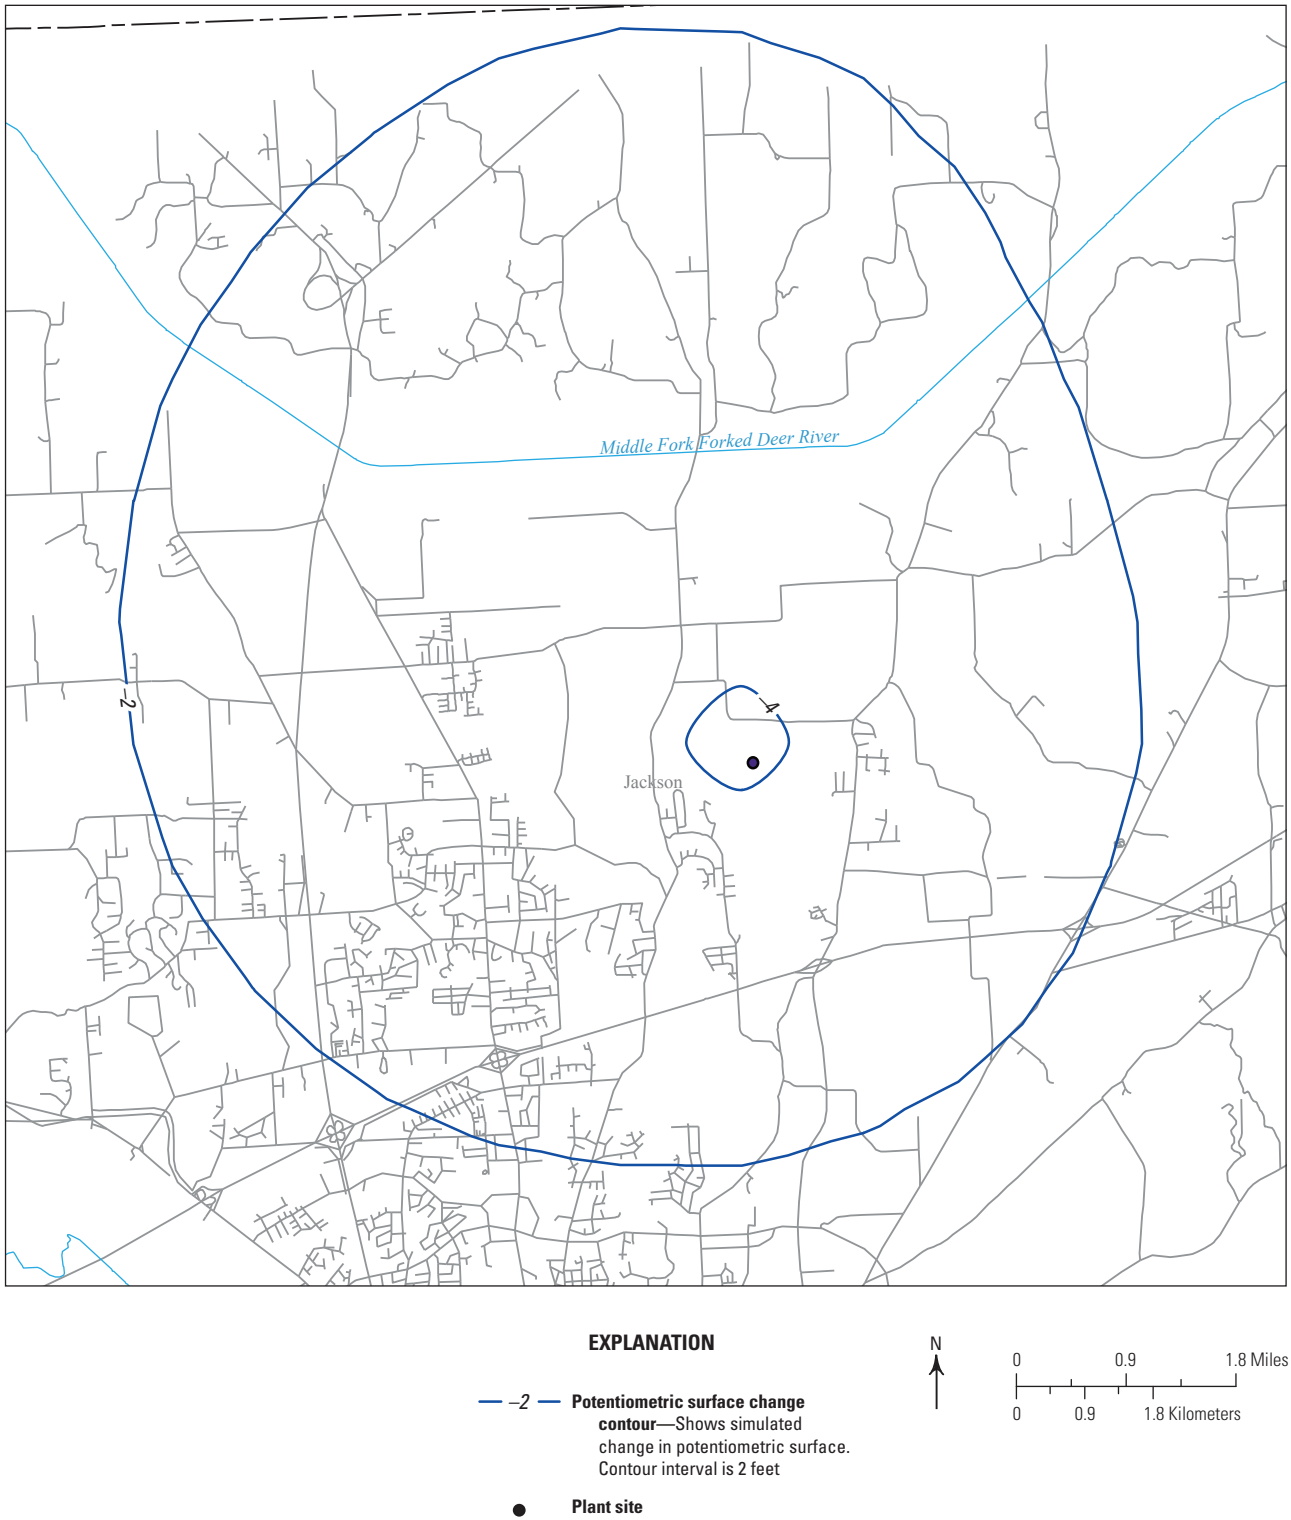 Middle Fork Forked Deer River
–2
–4
Jackson
EXPLANATION
–2
Potentiometric surface change
contour—Shows simulated
change in potentiometric surface.
Contour interval is 2 feet
Plant site
N
0 0.9 1.8 Miles
0 0.9 1.8 Kilometers